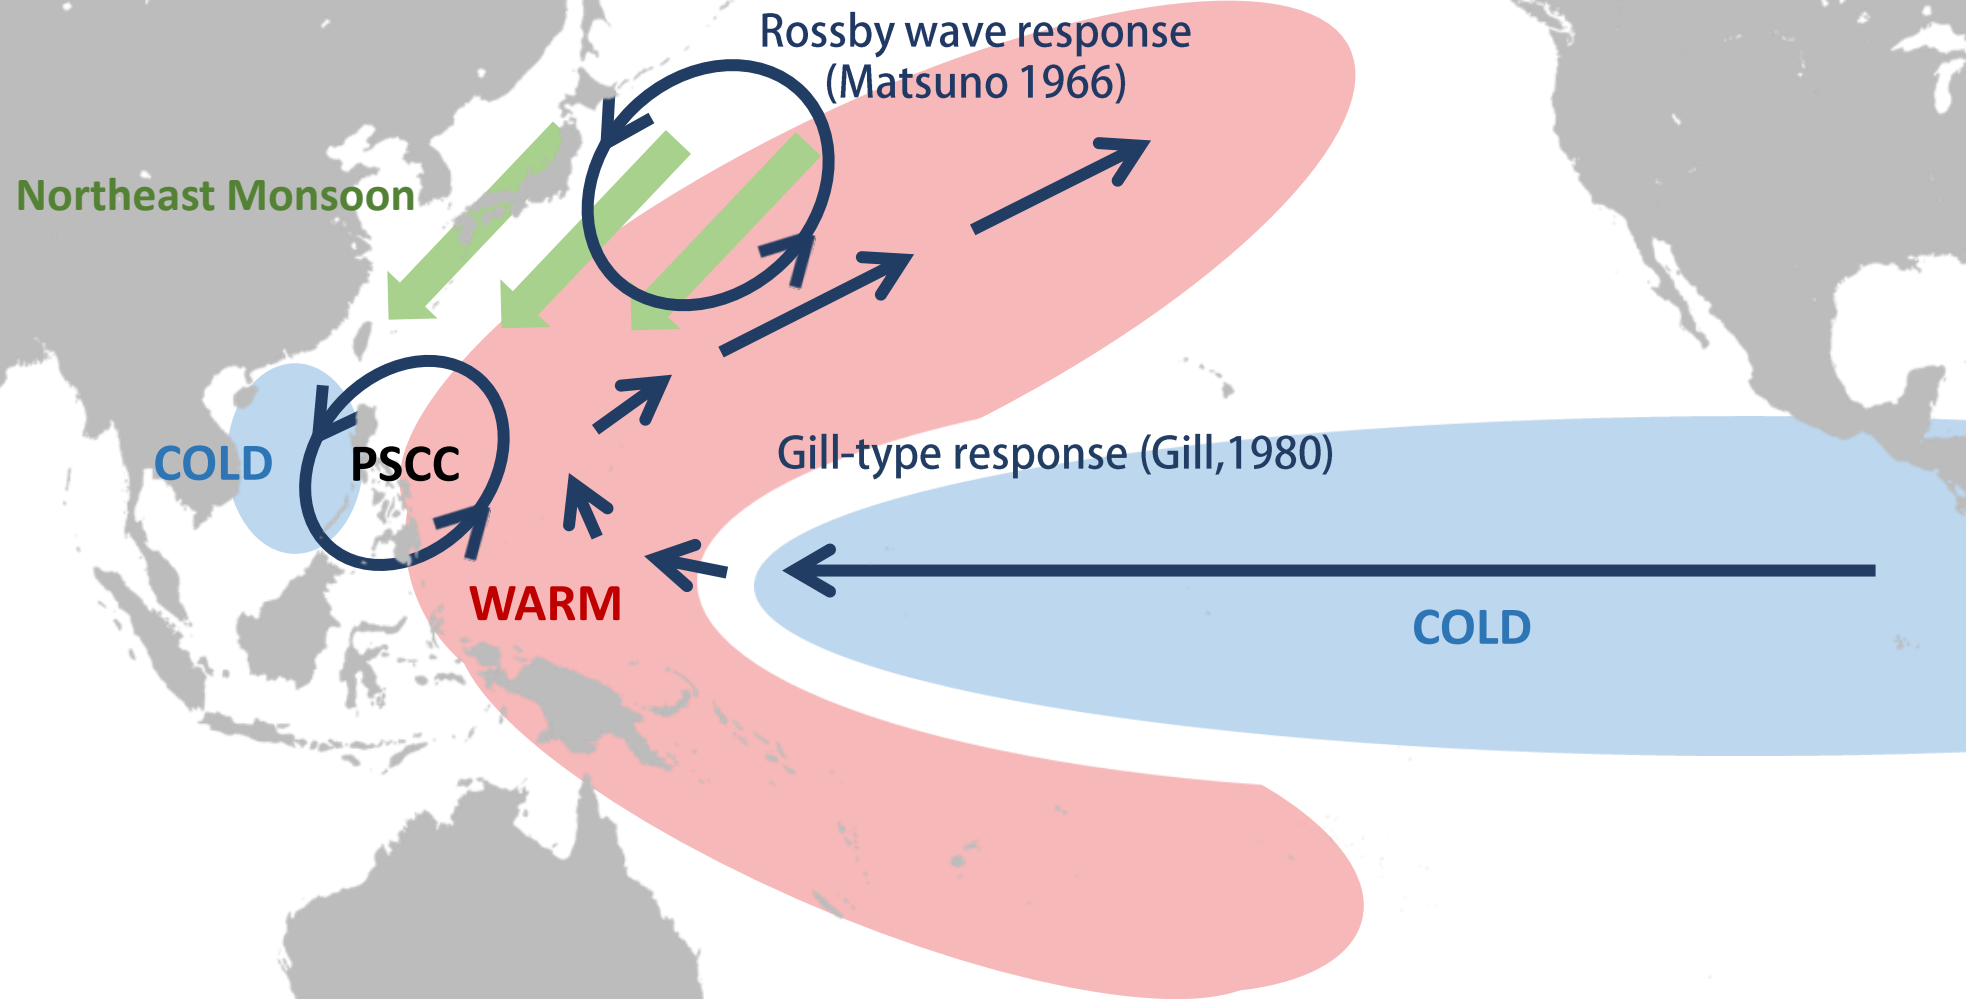 Rossby wave response
(Matsuno 1966)
Northeast Monsoon
Gill-type response (Gill,1980)
COLD
PSCC
WARM
COLD